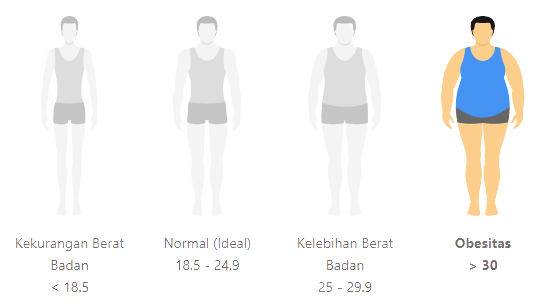 Kekurangan Berat
Badan
< 18.5
Normal (Ideal)
18.5 - 24.9
Kelebihan Berat
Badan
25 - 29.9
Obesitas
> 30